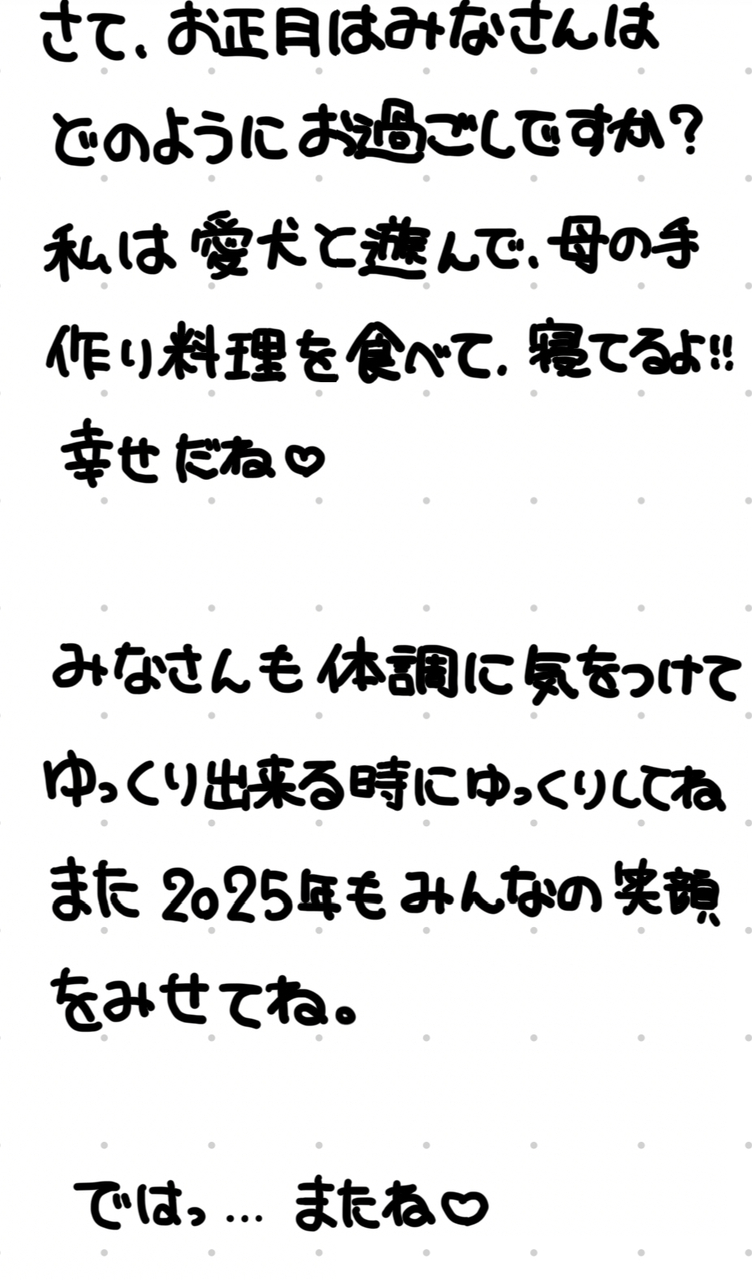 さて、お正月はみなさんは
どのようにお過ごしですか？
私は愛犬と遊んで、母の手
作り料理を食べて、寝てるよ!!
幸せだね♡
みなさんも体調に気をつけて
ゆっくり出来る時にゆっくりしてね
また2025年もみんなの笑顔
をみせてね。
ではっ…またね♡